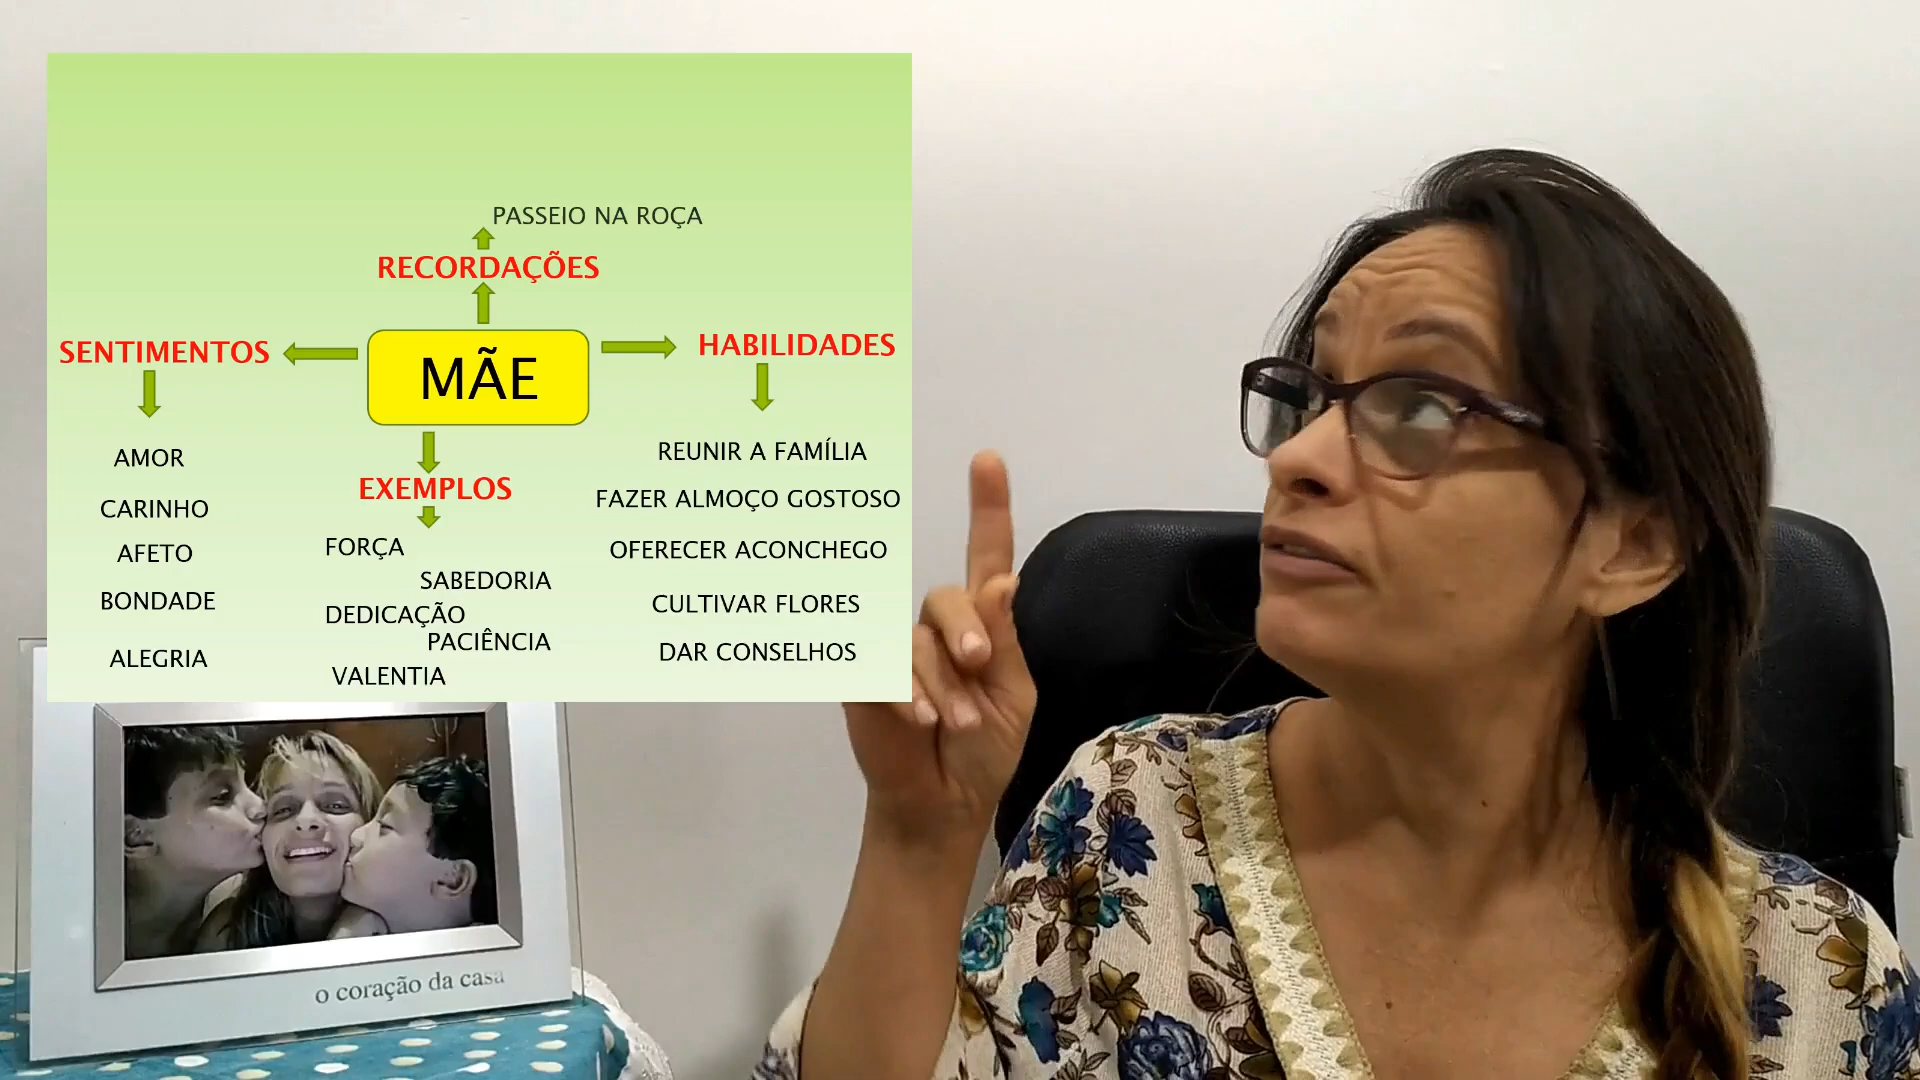 PASSEIO NA ROÇA
RECORDAÇÕES
SENTIMENTOS
MÃE
HABILIDADES
AMOR
CARINHO
AFETO
BONDADE
ALEGRIA
EXEMPLOS
FORÇA
SABEDORIA
DEDICAÇÃO
PACIÊNCIA
VALENTIA
REUNIR A FAMÍLIA
FAZER ALMOÇO GOSTOSO
OFERECER ACONCHEGO
CULTIVAR FLORES
DAR CONSELHOS
o coração da casa